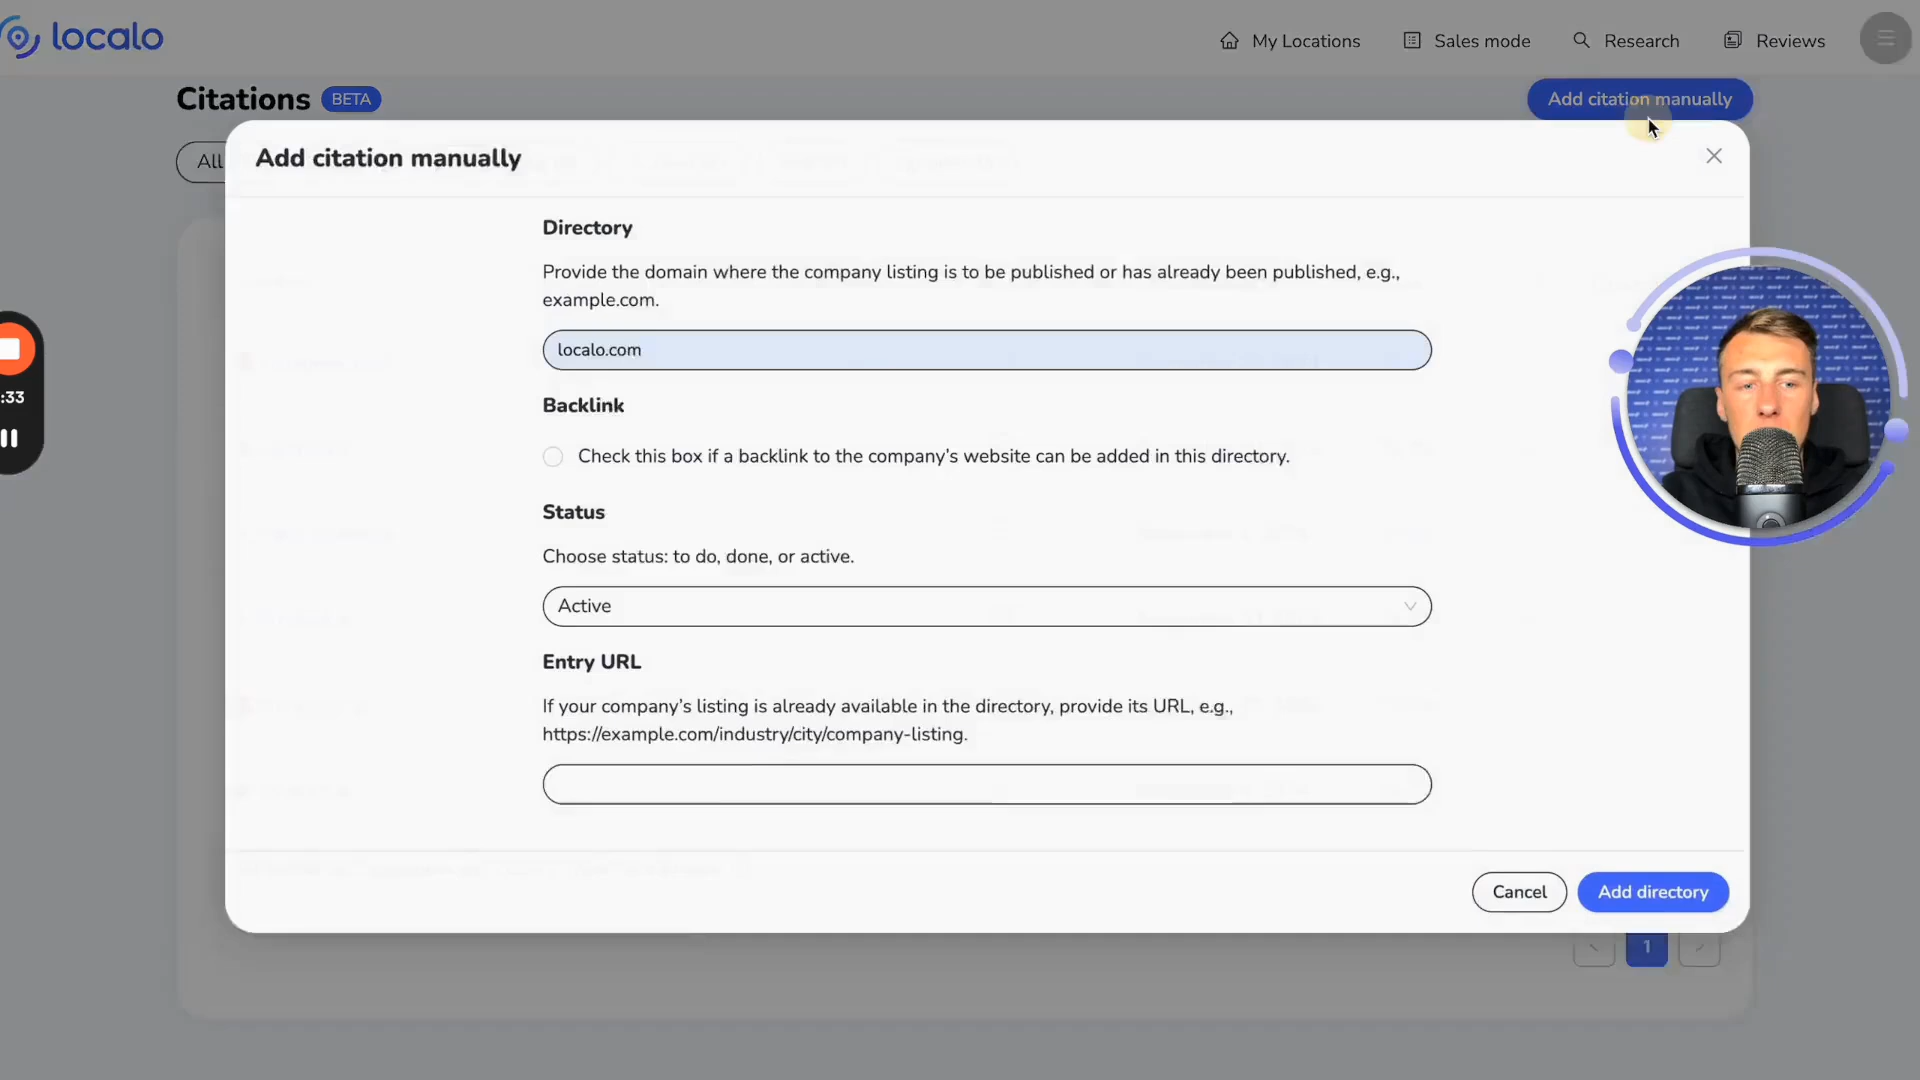 localo
My Locations
Sales mode
Research
Reviews
Citations
BETA
Add citation manually
All
Add citation manually
Directory
Provide the domain where the company listing is to be published or has already been published, e.g.,
example.com.
localo.com
Backlink
Check this box if a backlink to the company's website can be added in this directory.
:33
Status
Choose status: to do, done, or active.
Active
Entry URL
If your company's listing is already available in the directory, provide its URL, e.g.,
https://example.com/industry/city/company-listing.
Cancel
Add directory
1